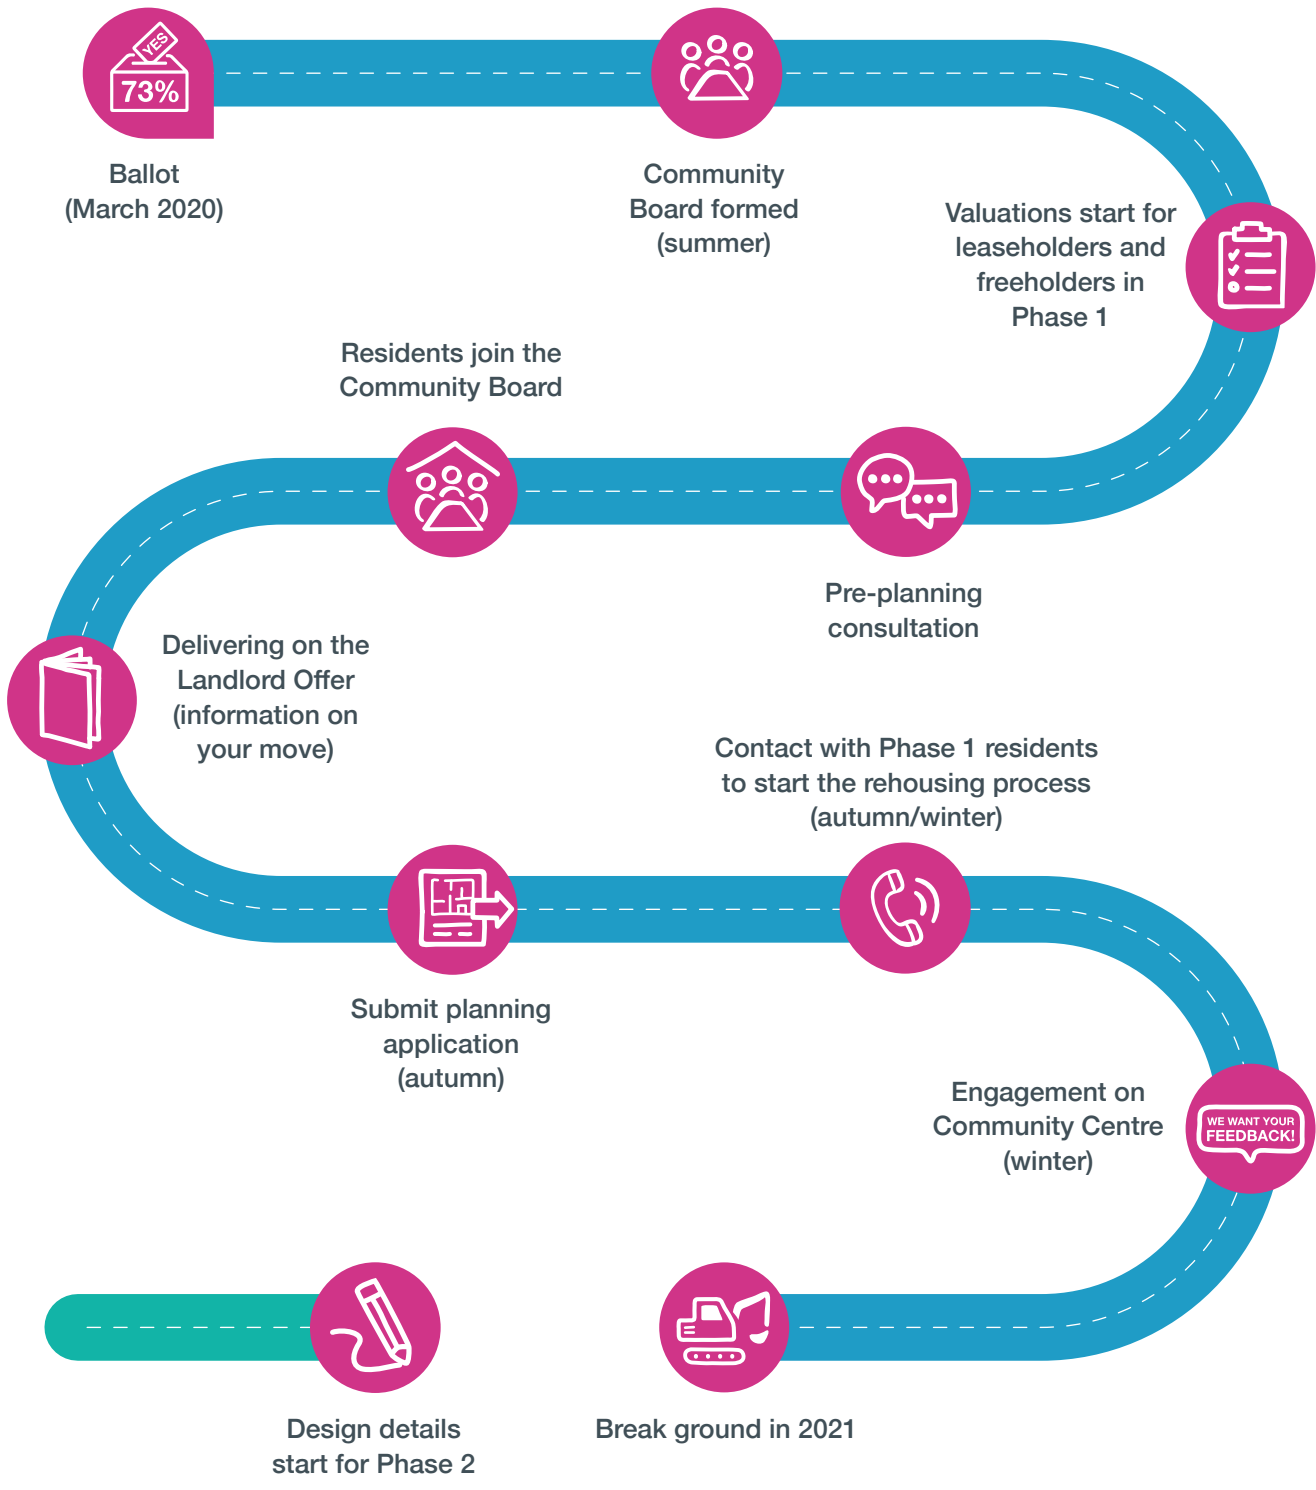 YES
73%
Ballot
(March 2020)
Community
Board formed
(summer)
Valuations start for
leaseholders and
freeholders in
Phase 1
Pre-planning
consultation
Residents join the
Community Board
Delivering on the
Landlord Offer
(information on
your move)
Submit planning
application
(autumn)
Contact with Phase 1 residents
to start the rehousing process
(autumn/winter)
Engagement on
Community Centre
(winter)
WE WANT YOUR
FEEDBACK!
Break ground in 2021
Design details
start for Phase 2